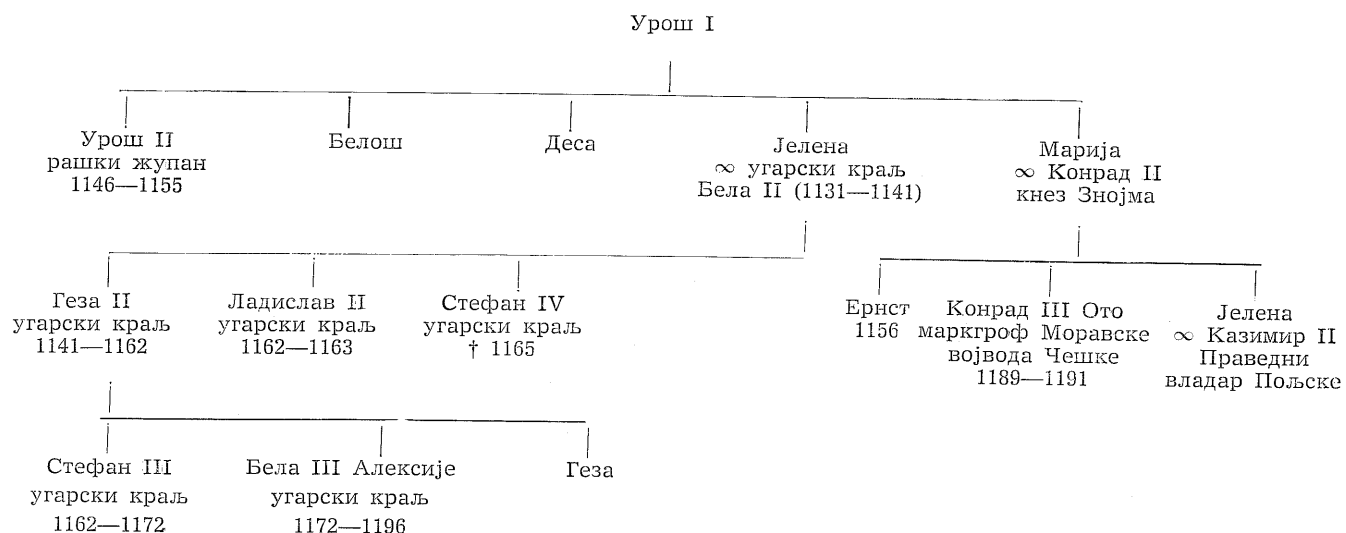 Урош I
Урош II
рашки жупан
1146—1155
Белош
Деса
Јелена
∞ угарски краљ
Бела II (1131—1141)
Марија
∞ Конрад II
кнез Знојма
Геза II
угарски краљ
1141—1162
Ладислав II
угарски краљ
1162—1163
Стефан IV
угарски краљ
† 1165
Ернст
1156
Конрад III Ото
маркгроф Моравске
војвода Чешке
1189—1191
Јелена
∞ Казимир II
Праведни
владар Пољске
Стефан III
угарски краљ
1162—1172
Бела III Алексије
угарски краљ
1172—1196
Геза